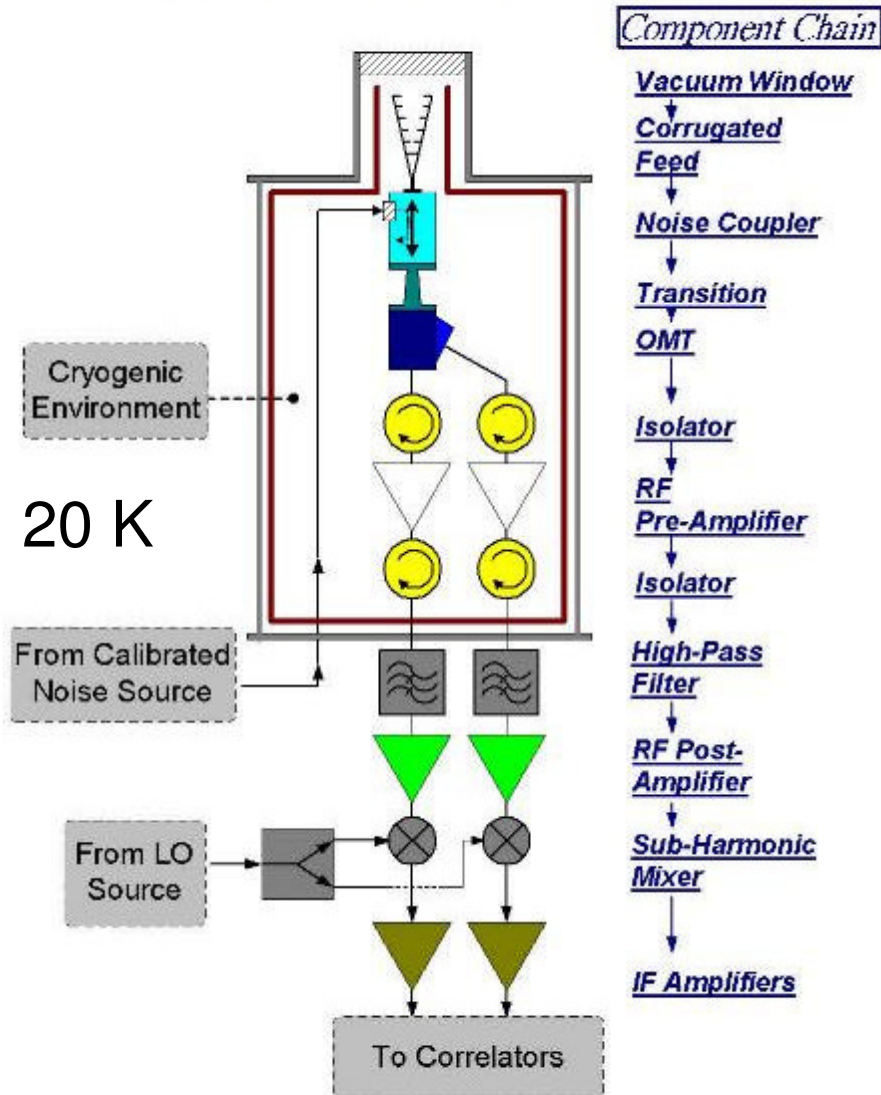 Component Chain
Vacuum Window
Corrugated
Feed
Noise Coupler
Transition
OMT
Isolator
RF
Pre-Amplifier
Isolator
High-Pass
Filter
RF Post-
Amplifier
Sub-Harmonic
Mixer
IF Amplifiers
Cryogenic
Environment
20 K
From Calibrated
Noise Source
From LO
Source
To Correlators